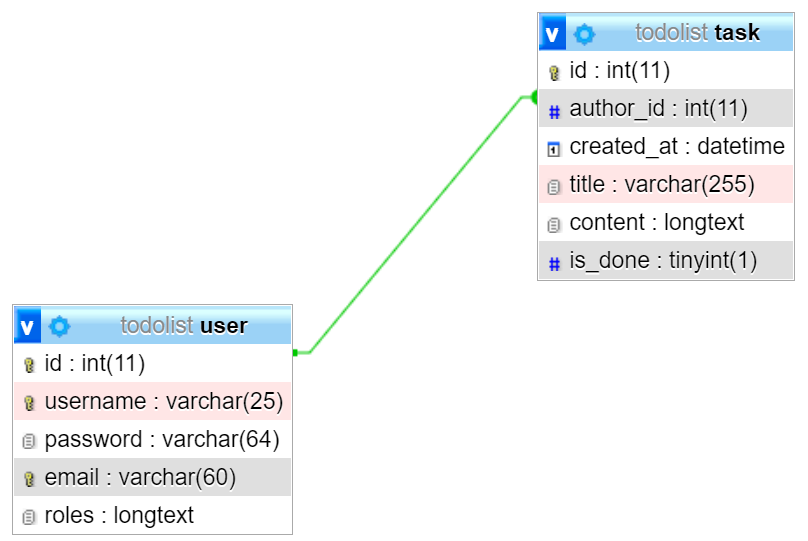 v todolist task
id : int(11)
# author_id : int(11)
1 created_at : datetime
title : varchar(255)
content : longtext
# is_done : tinyint(1)
v todolist user
id : int(11)
username : varchar(25)
password : varchar(64)
email : varchar(60)
roles : longtext